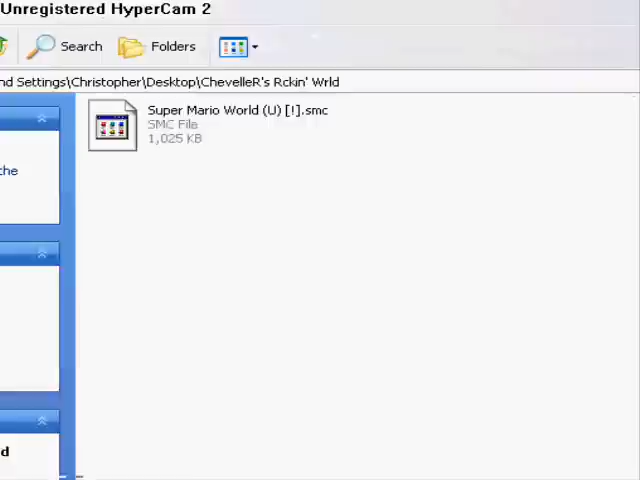 Unregistered HyperCam 2
Search Folders
nd Settings\Christopher\Desktop\ChevelleR's Rckin' Wrld
Super Mario World (U) [!].smc
SMC File
1,025 KB
the
d